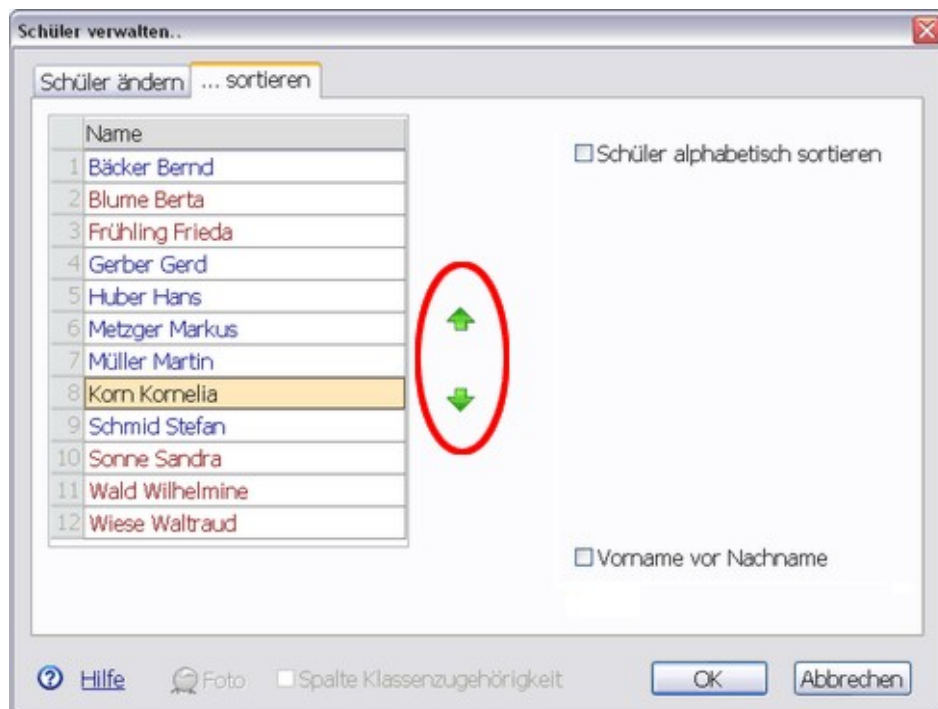 Schüler verwalten..
Schüler ändern ... sortieren
Name
1 Bäcker Bernd
2 Blume Berta
3 Frühling Frieda
4 Gerber Gerd
5 Huber Hans
6 Metzger Markus
7 Müller Martin
8 Korn Kornelia
9 Schmid Stefan
10 Sonne Sandra
11 Wald Wilhelmine
12 Wiese Waltraud
Schüler alphabetisch sortieren
Vorname vor Nachname
? Hilfe Foto Spalte Klassenzugehörigkeit OK Abbrechen